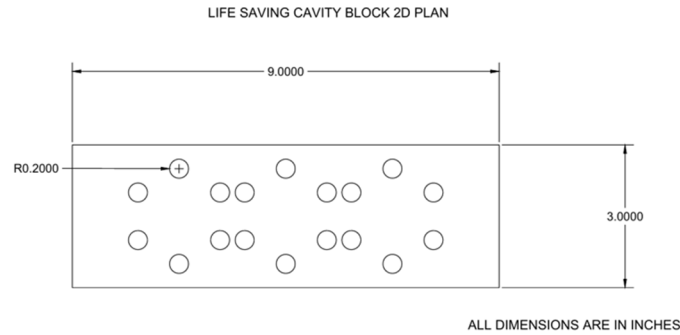 LIFE SAVING CAVITY BLOCK 2D PLAN
9.0000
R0.2000
3.0000
ALL DIMENSIONS ARE IN INCHES